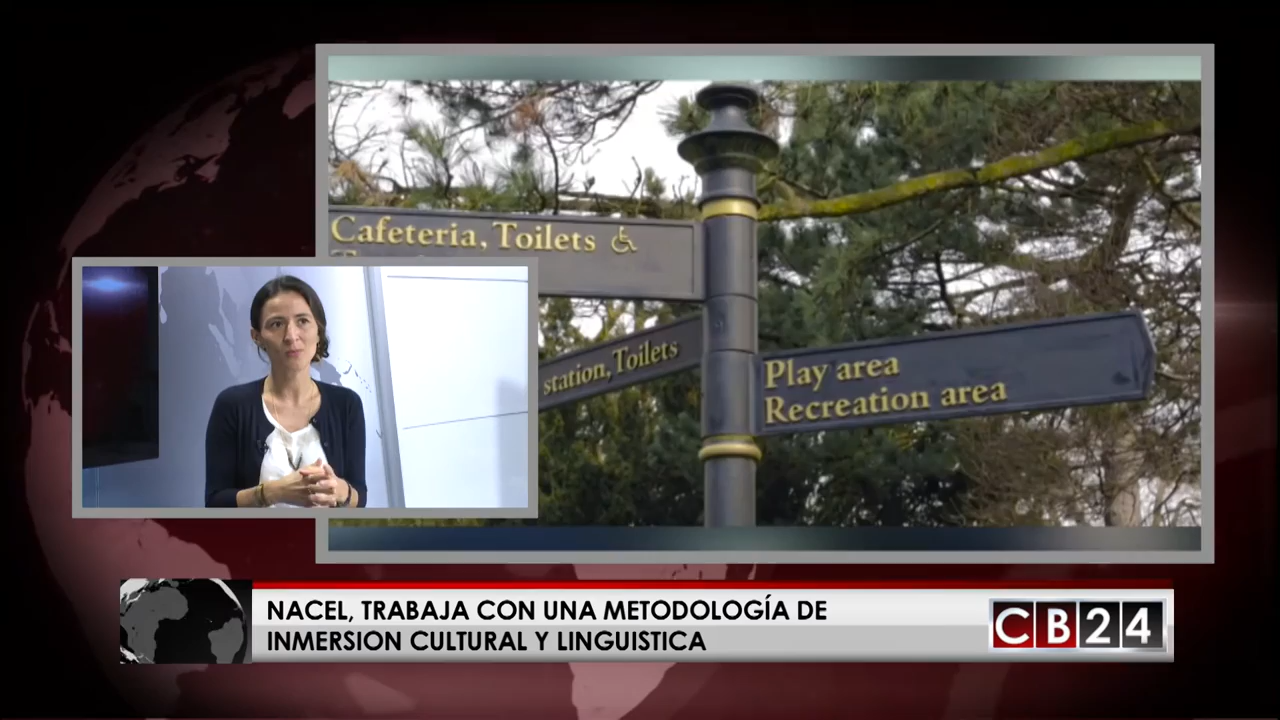 Cafeteria, Toilets
station, Toilets
Play area
Recreation area
NACEL, TRABAJA CON UNA METODOLOGÍA DE
INMERSION CULTURAL Y LINGUISTICA
CB24